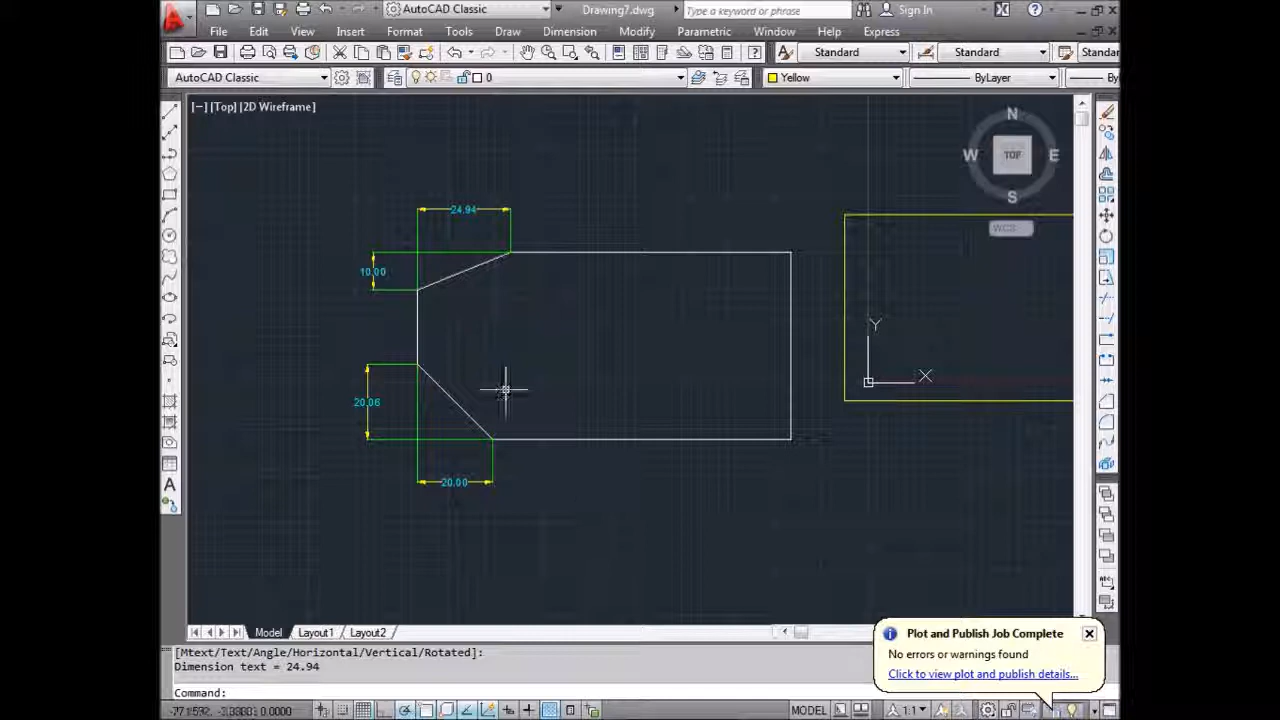 AutoCAD Classic
Drawing7.dwg
Type a keyword or phrase
Sign In
File Edit View Insert Format Tools Draw Dimension Modify Parametric Window Help Express
Standard
Standard
AutoCAD Classic
0
Yellow
ByLayer
[−] [Top] [2D Wireframe]
N
W
TOP
E
S
WCS
24.94
10.00
Y
X
20.06
20.00
Model Layout1 Layout2
[Mtext/Text/Angle/Horizontal/Vertical/Rotated]:
Dimension text = 24.94
Command:
Plot and Publish Job Complete
No errors or warnings found
Click to view plot and publish details...
MODEL
1:1